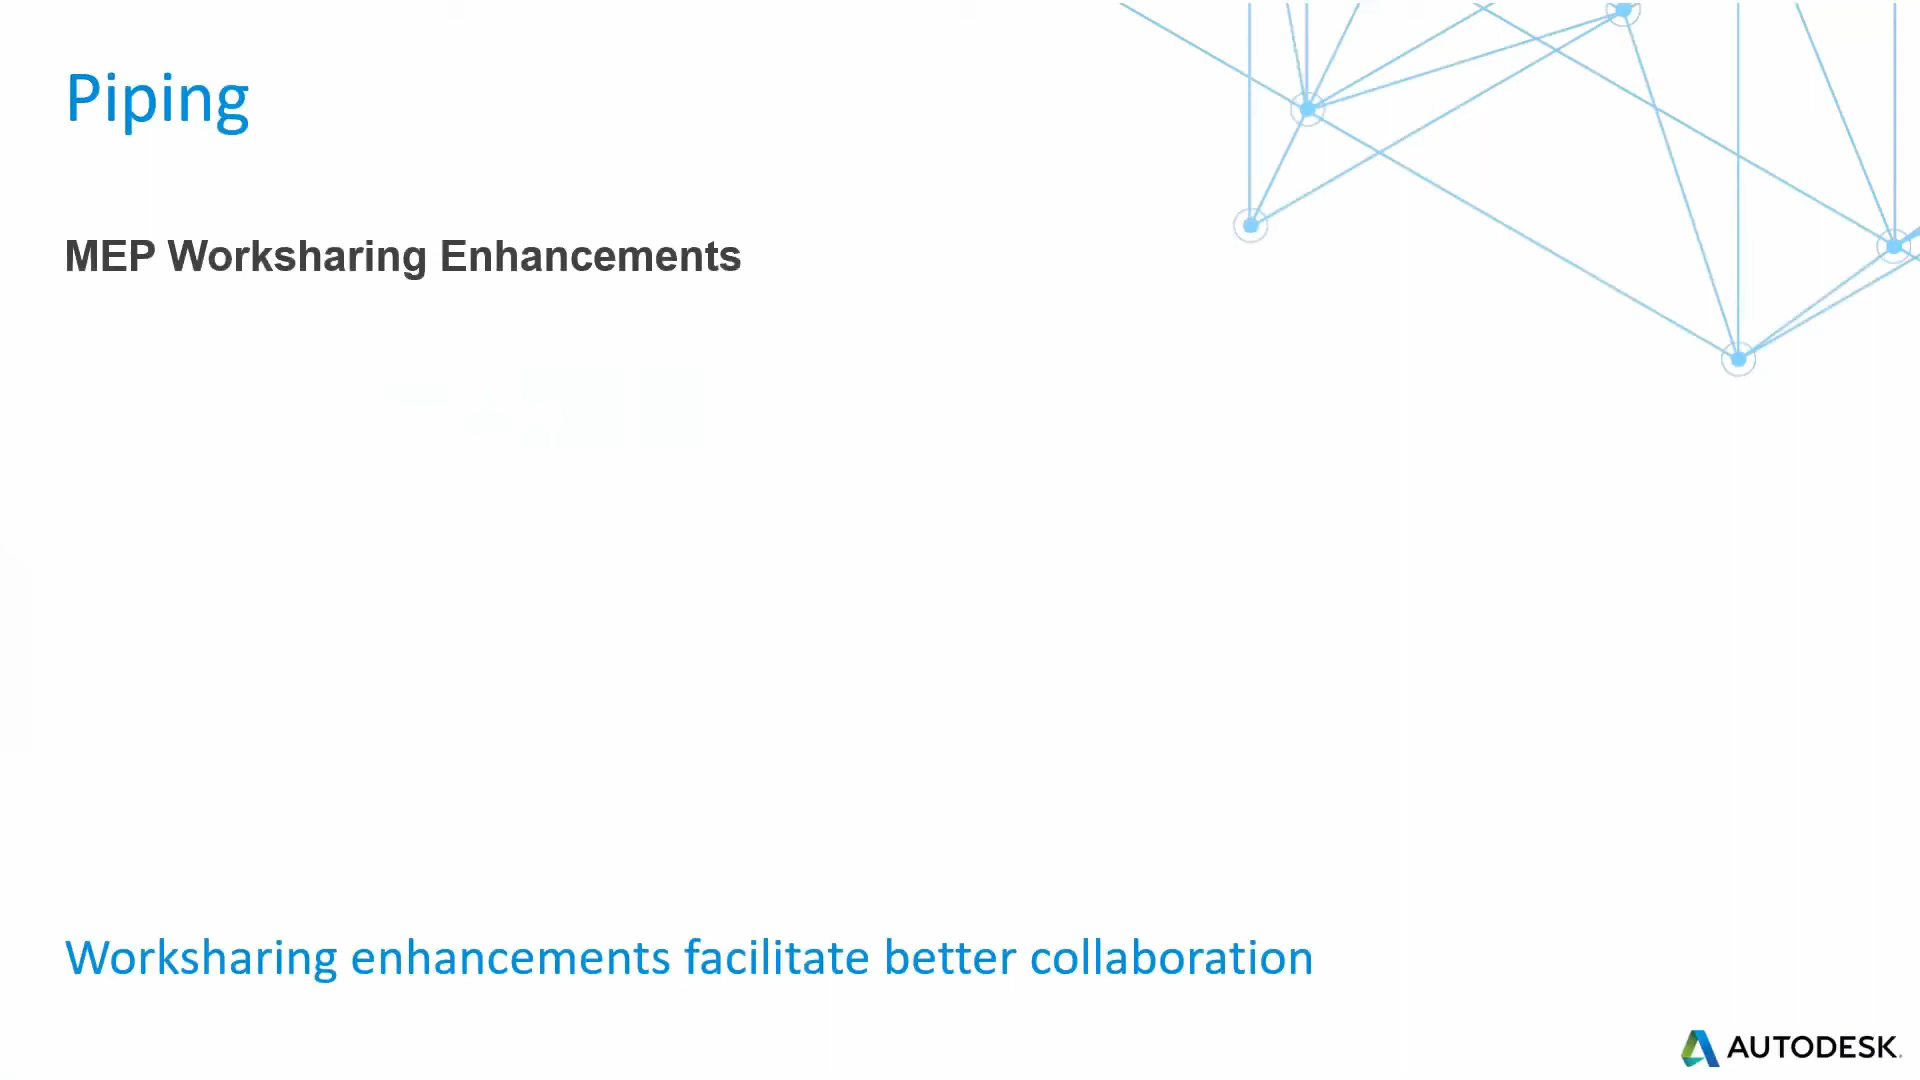 Piping
MEP Worksharing Enhancements
Worksharing enhancements facilitate better collaboration
AUTODESK.